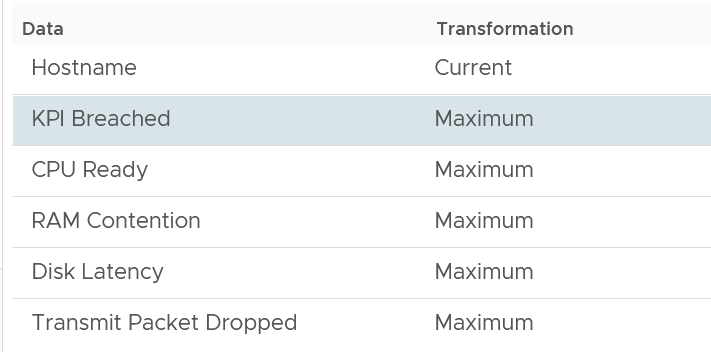 Data Transformation
Hostname Current
KPI Breached Maximum
CPU Ready Maximum
RAM Contention Maximum
Disk Latency Maximum
Transmit Packet Dropped Maximum